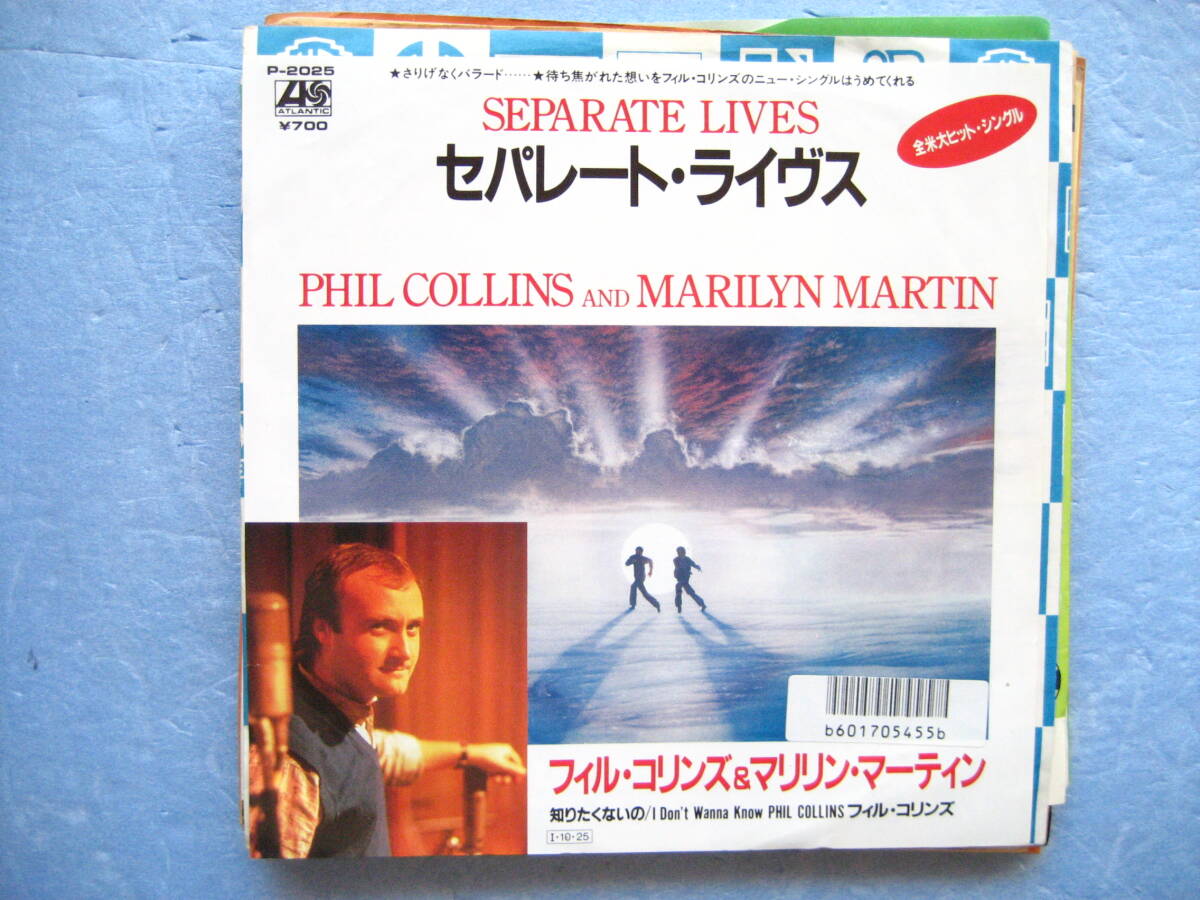 P-2025
ATLANTIC
¥700
★さりげなくバラード……★待ち焦がれた想いをフィル・コリンズのニュー・シングルはうめてくれる
SEPARATE LIVES
全米大ヒット・シングル
セパレート・ライヴス
PHIL COLLINS AND MARILYN MARTIN
b601705455b
フィル・コリンズ&マリリン・マーティン
知りたくないの/I Don't Wanna Know PHIL COLLINS フィル・コリンズ
I·10·25